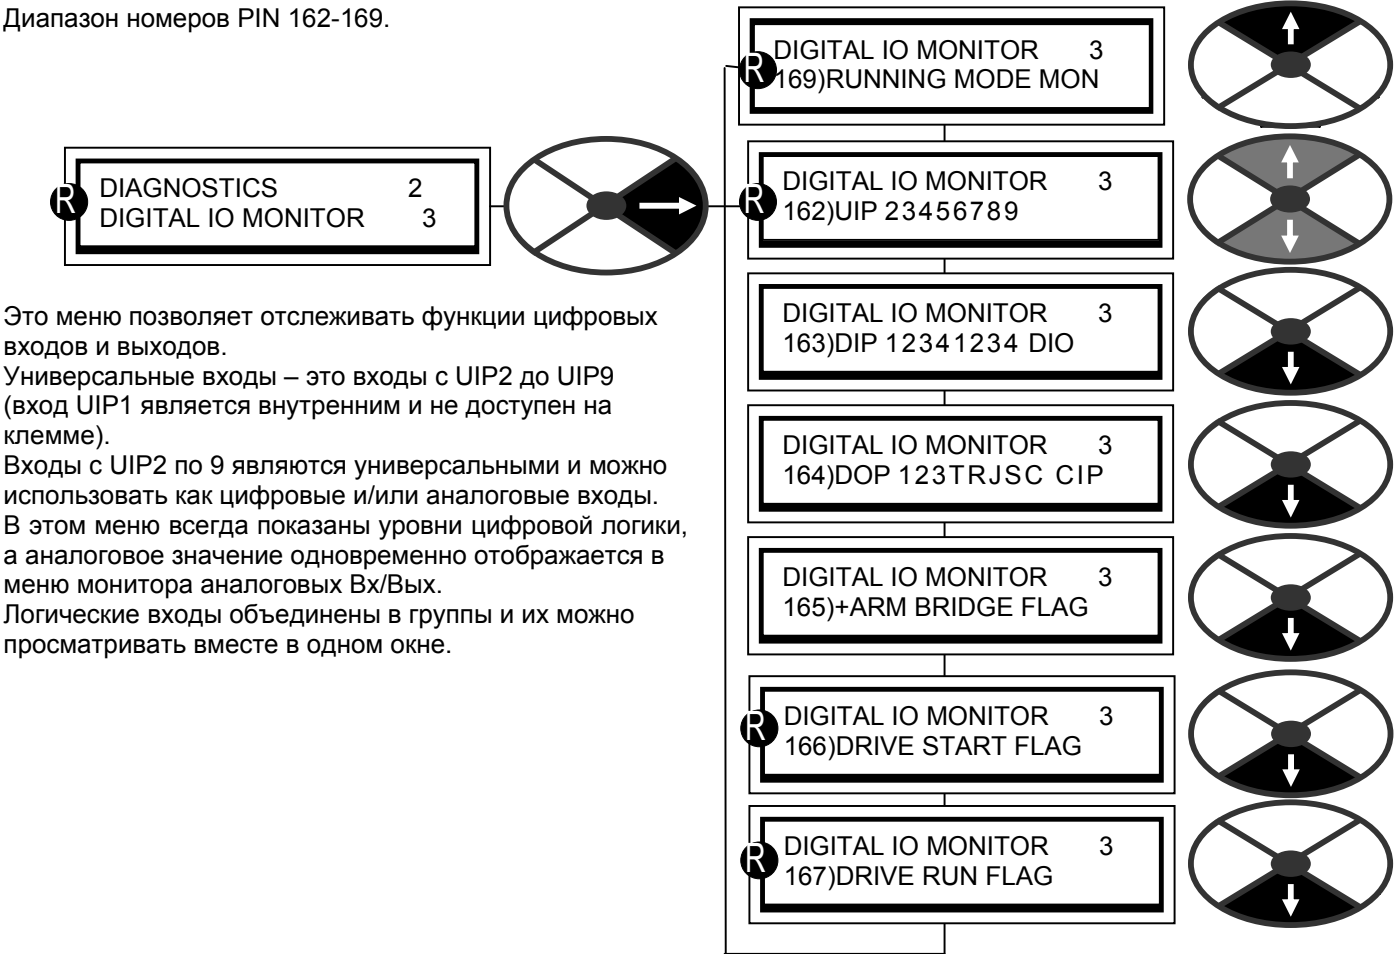 Диапазон номеров PIN 162-169.
R
DIAGNOSTICS 2
DIGITAL IO MONITOR 3
Это меню позволяет отслеживать функции цифровых
входов и выходов.
Универсальные входы – это входы с UIP2 до UIP9
(вход UIP1 является внутренним и не доступен на
клемме).
Входы с UIP2 по 9 являются универсальными и можно
использовать как цифровые и/или аналоговые входы.
В этом меню всегда показаны уровни цифровой логики,
а аналоговое значение одновременно отображается в
меню монитора аналоговых Вх/Вых.
Логические входы объединены в группы и их можно
просматривать вместе в одном окне.
R
DIGITAL IO MONITOR 3
169)RUNNING MODE MON
R
DIGITAL IO MONITOR 3
162)UIP 23456789
DIGITAL IO MONITOR 3
163)DIP 12341234 DIO
DIGITAL IO MONITOR 3
164)DOP 123TRJSC CIP
DIGITAL IO MONITOR 3
165)+ARM BRIDGE FLAG
R
DIGITAL IO MONITOR 3
166)DRIVE START FLAG
R
DIGITAL IO MONITOR 3
167)DRIVE RUN FLAG